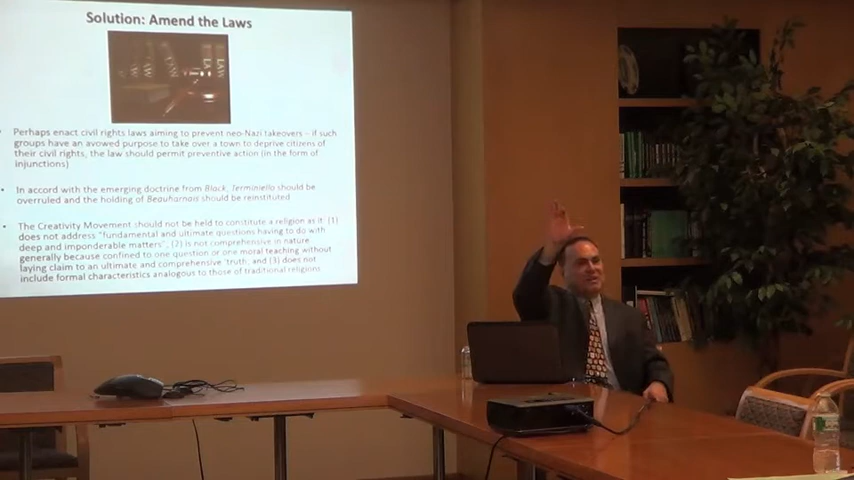 Solution: Amend the Laws
LAW
Perhaps enact civil rights laws aiming to prevent neo-Nazi takeovers – if such
groups have an avowed purpose to take over a town to deprive citizens of
their civil rights, the law should permit preventive action (in the form of
injunctions)
In accord with the emerging doctrine from Black, Terminiello should be
overruled and the holding of Beauharnais should be reinstituted
The Creativity Movement should not be held to constitute a religion as it (1)
does not address "fundamental and ultimate questions having to do with
deep and imponderable matters", (2) is not comprehensive in nature
generally because confined to one question or one moral teaching without
laying claim to an ultimate and comprehensive 'truth; and (3) does not
include formal characteristics analogous to those of traditional religions